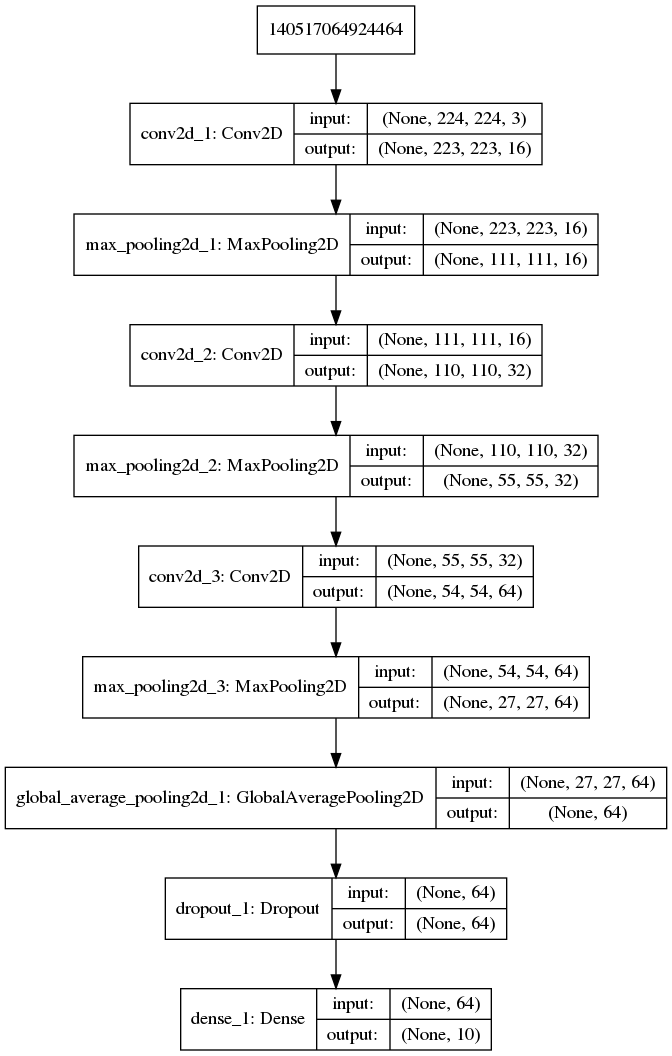 140517064924464
conv2d_1: Conv2D
input:
(None, 224, 224, 3)
output:
(None, 223, 223, 16)
max_pooling2d_1: MaxPooling2D
input:
(None, 223, 223, 16)
output:
(None, 111, 111, 16)
conv2d_2: Conv2D
input:
(None, 111, 111, 16)
output:
(None, 110, 110, 32)
max_pooling2d_2: MaxPooling2D
input:
(None, 110, 110, 32)
output:
(None, 55, 55, 32)
conv2d_3: Conv2D
input:
(None, 55, 55, 32)
output:
(None, 54, 54, 64)
max_pooling2d_3: MaxPooling2D
input:
(None, 54, 54, 64)
output:
(None, 27, 27, 64)
global_average_pooling2d_1: GlobalAveragePooling2D
input:
(None, 27, 27, 64)
output:
(None, 64)
dropout_1: Dropout
input:
(None, 64)
output:
(None, 64)
dense_1: Dense
input:
(None, 64)
output:
(None, 10)